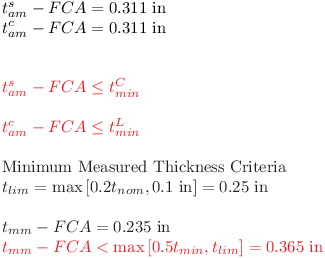 t^s_{am} − FCA = 0.311 in
t^c_{am} − FCA = 0.311 in
t^s_{am} − FCA ≤ t^C_{min}
t^c_{am} − FCA ≤ t^L_{min}
Minimum Measured Thickness Criteria
t_{lim} = max [0.2t_{nom}, 0.1 in] = 0.25 in
t_{mm} − FCA = 0.235 in
t_{mm} − FCA < max [0.5t_{min}, t_{lim}] = 0.365 in